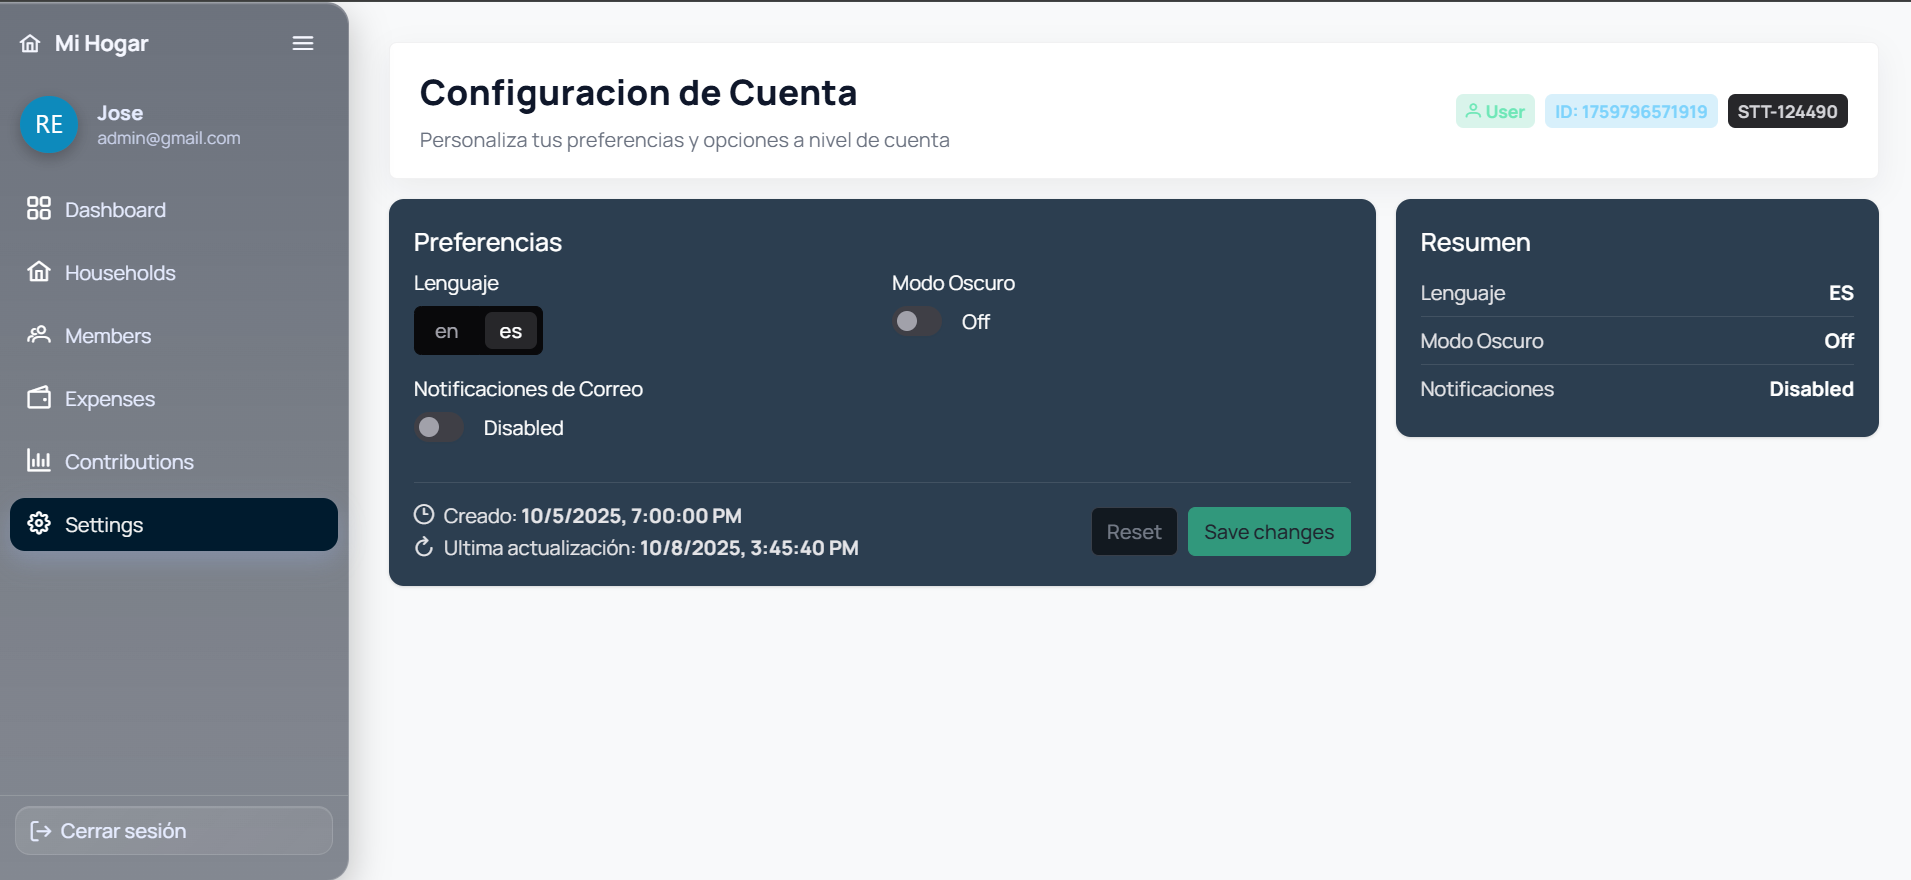 Mi Hogar
RE
Jose
admin@gmail.com
Dashboard
Households
Members
Expenses
Contributions
Settings
Cerrar sesión
Configuracion de Cuenta
Personaliza tus preferencias y opciones a nivel de cuenta
User
ID: 1759796571919
STT-124490
Preferencias
Lenguaje
en es
Modo Oscuro
Off
Notificaciones de Correo
Disabled
Creado: 10/5/2025, 7:00:00 PM
Ultima actualización: 10/8/2025, 3:45:40 PM
Reset
Save changes
Resumen
Lenguaje ES
Modo Oscuro Off
Notificaciones Disabled